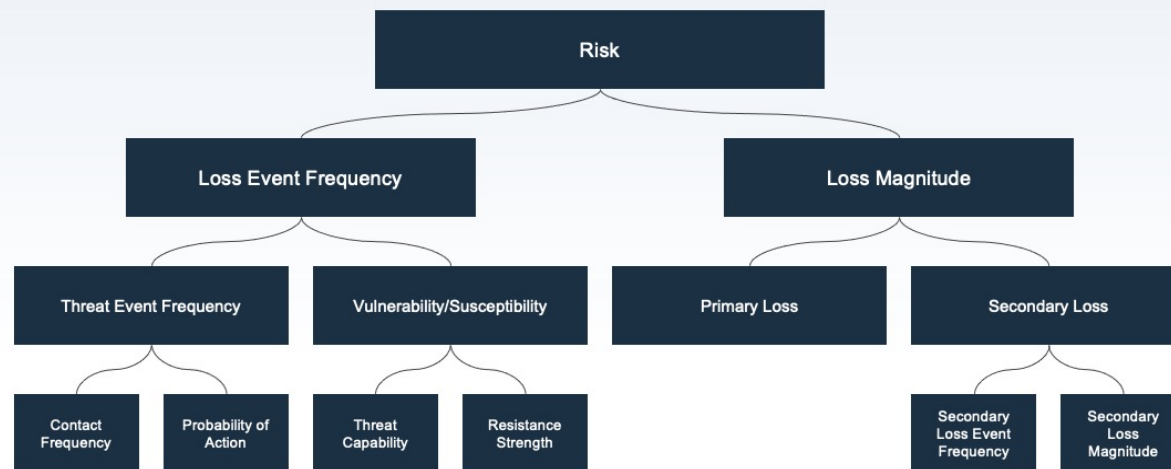 Risk
Loss Event Frequency
Loss Magnitude
Threat Event Frequency
Vulnerability/Susceptibility
Primary Loss
Secondary Loss
Contact
Frequency
Probability of
Action
Threat
Capability
Resistance
Strength
Secondary
Loss Event
Frequency
Secondary
Loss
Magnitude